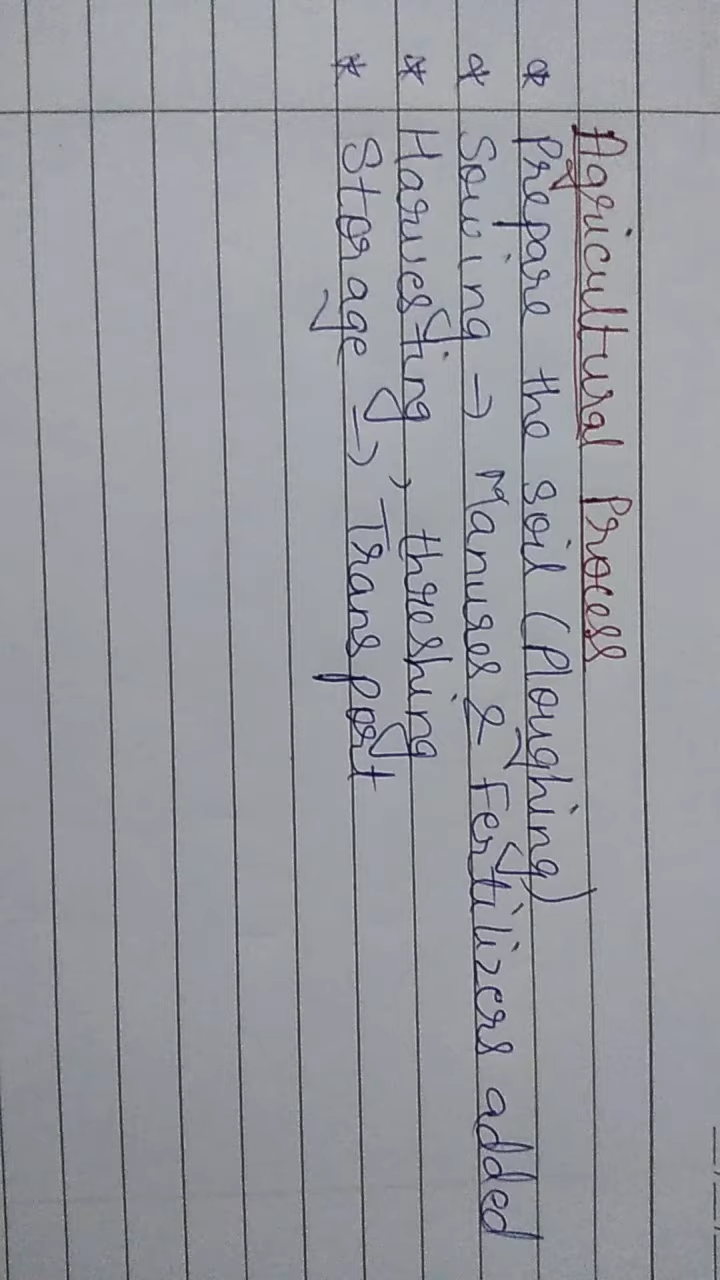 Agricultural Process
* Prepare the soil (Ploughing)
* Sowing → Manures & Fertilizers added
* Harvesting, threshing
* Storage → Transport